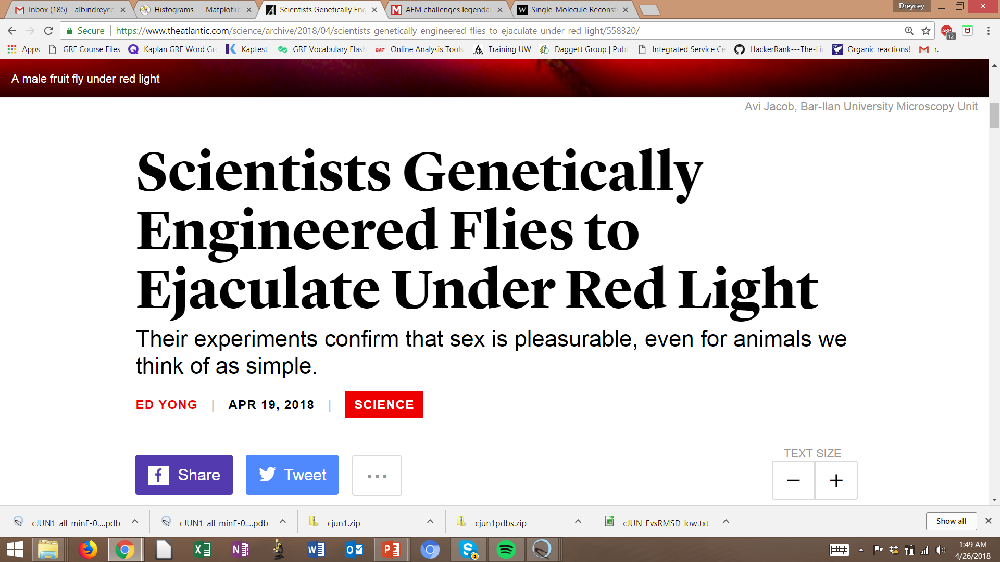 Inbox (185) - albindreyce
Histograms — Matplotlib
Scientists Genetically Eng
AFM challenges legenda
Single-Molecule Reconst
Dreycey
Secure
https://www.theatlantic.com/science/archive/2018/04/scientists-genetically-engineered-flies-to-ejaculate-under-red-light/558320/
ABP
12
Apps
GRE Course Files
Kaplan GRE Word Gro
Kaptest
GRE Vocabulary Flash
OAT
Online Analysis Tools
Training UW
Daggett Group | Publ
Integrated Service Ce
HackerRank---The-Lin
Organic reactions!
r.
A male fruit fly under red light
Avi Jacob, Bar-Ilan University Microscopy Unit
Scientists Genetically
Engineered Flies to
Ejaculate Under Red Light
Their experiments confirm that sex is pleasurable, even for animals we
think of as simple.
ED YONG | APR 19, 2018 | SCIENCE
Share
Tweet
...
TEXT SIZE
− +
cJUN1_all_minE-0....pdb
cJUN1_all_minE-0....pdb
cjun1.zip
cjun1pdbs.zip
cJUN_EvsRMSD_low.txt
Show all
1:49 AM
4/26/2018